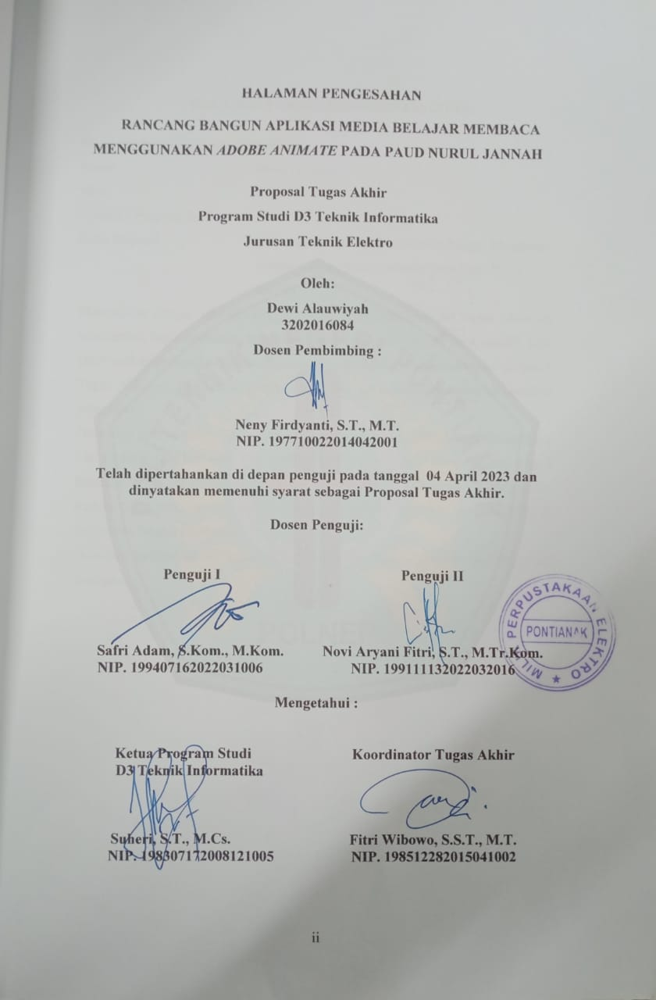 HALAMAN PENGESAHAN
RANCANG BANGUN APLIKASI MEDIA BELAJAR MEMBACA
MENGGUNAKAN ADOBE ANIMATE PADA PAUD NURUL JANNAH
Proposal Tugas Akhir
Program Studi D3 Teknik Informatika
Jurusan Teknik Elektro
Oleh:
Dewi Alauwiyah
3202016084
Dosen Pembimbing :
Neny Firdyanti, S.T., M.T.
NIP. 197710022014042001
Telah dipertahankan di depan penguji pada tanggal 04 April 2023 dan
dinyatakan memenuhi syarat sebagai Proposal Tugas Akhir.
Dosen Penguji:
Penguji I
Safri Adam, S.Kom., M.Kom.
NIP. 199407162022031006
Penguji II
Novi Aryani Fitri, S.T., M.Tr.Kom.
NIP. 199111132022032016
MILIK PERPUSTAKAAN ELEKTRO
PONTIANAK
Mengetahui :
Ketua Program Studi
D3 Teknik Informatika
Suheri, S.T., M.Cs.
NIP. 198307172008121005
Koordinator Tugas Akhir
Fitri Wibowo, S.S.T., M.T.
NIP. 198512282015041002
ii